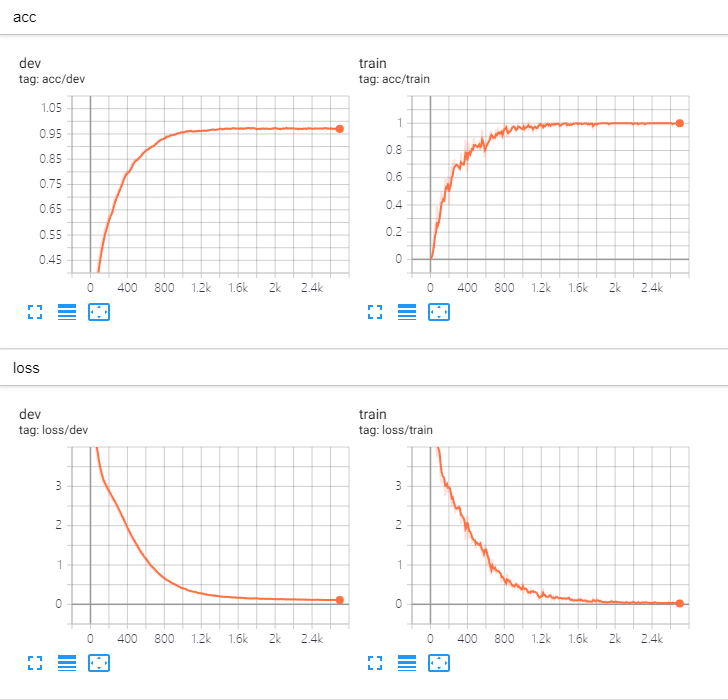 acc
dev
tag: acc/dev
1.05
0.95
0.85
0.75
0.65
0.55
0.45
0 400 800 1.2k 1.6k 2k 2.4k
train
tag: acc/train
1
0.8
0.6
0.4
0.2
0
0 400 800 1.2k 1.6k 2k 2.4k
loss
dev
tag: loss/dev
3
2
1
0
0 400 800 1.2k 1.6k 2k 2.4k
train
tag: loss/train
3
2
1
0
0 400 800 1.2k 1.6k 2k 2.4k